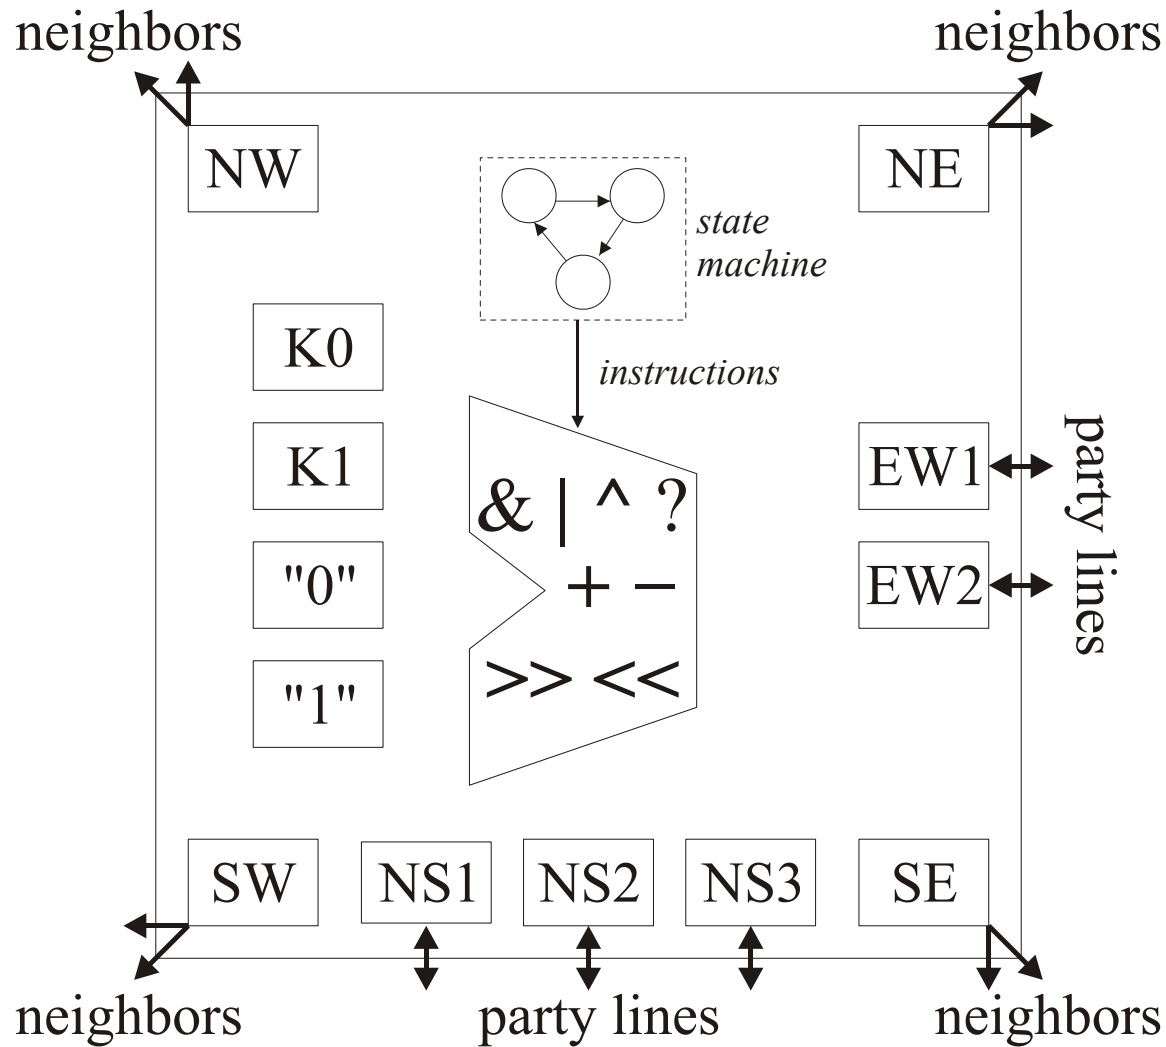 neighbors
neighbors
NW
NE
state
machine
K0
instructions
K1
EW1
party lines
& | ^ ?
"0"
+ −
EW2
"1"
>> <<
SW
NS1
NS2
NS3
SE
neighbors
party lines
neighbors